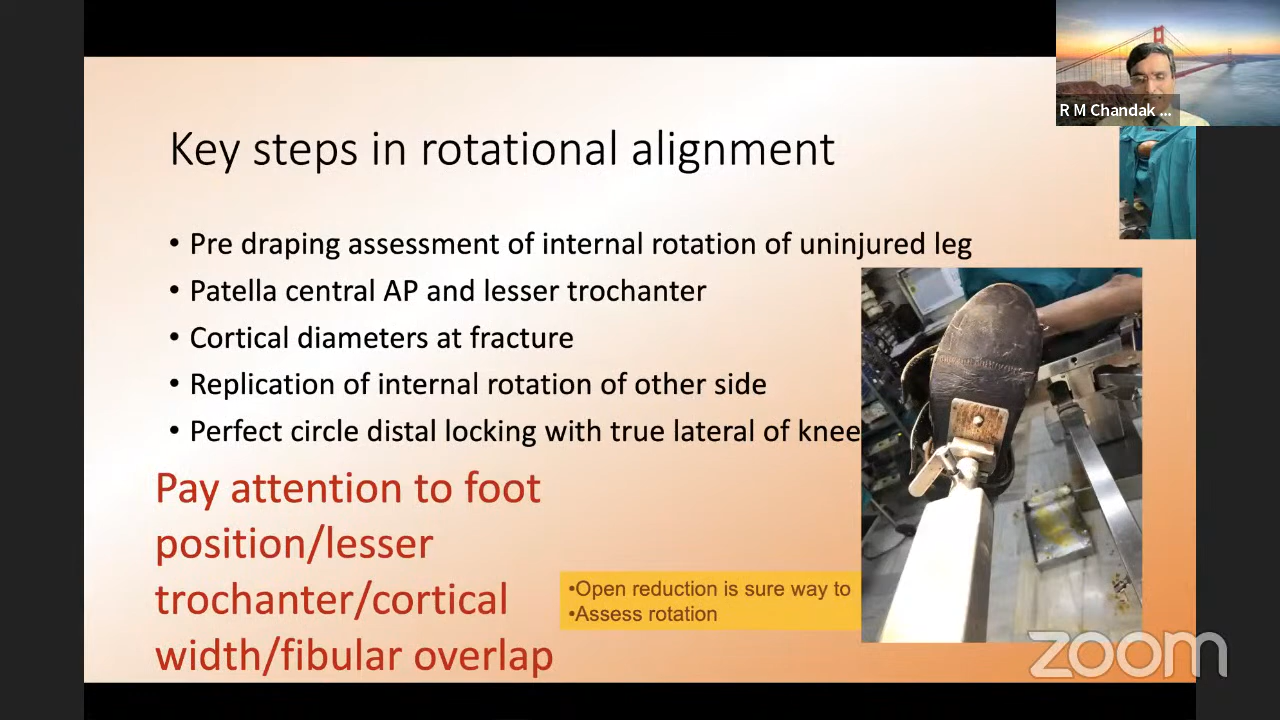 R M Chandak ...
Key steps in rotational alignment
• Pre draping assessment of internal rotation of uninjured leg
• Patella central AP and lesser trochanter
• Cortical diameters at fracture
• Replication of internal rotation of other side
• Perfect circle distal locking with true lateral of knee
Pay attention to foot
position/lesser
trochanter/cortical
width/fibular overlap
•Open reduction is sure way to
•Assess rotation
zoom